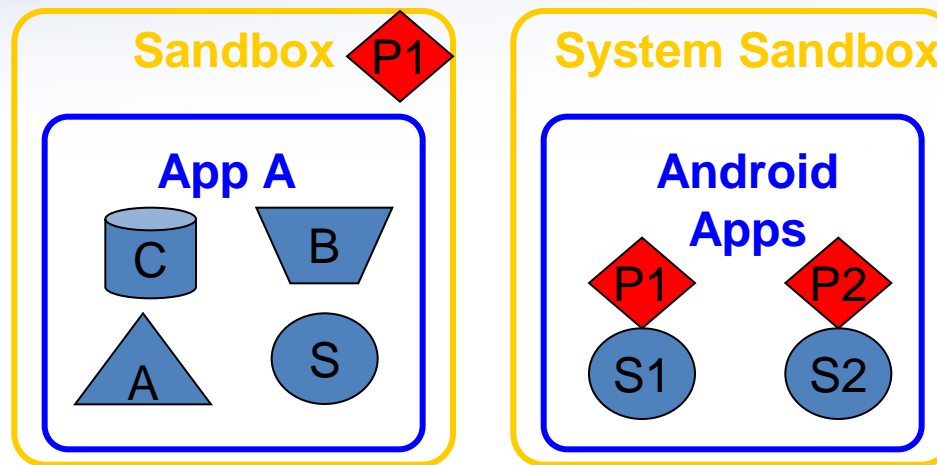 Sandbox P1
App A
C
B
A
S
System Sandbox
Android
Apps
P1 P2
S1 S2